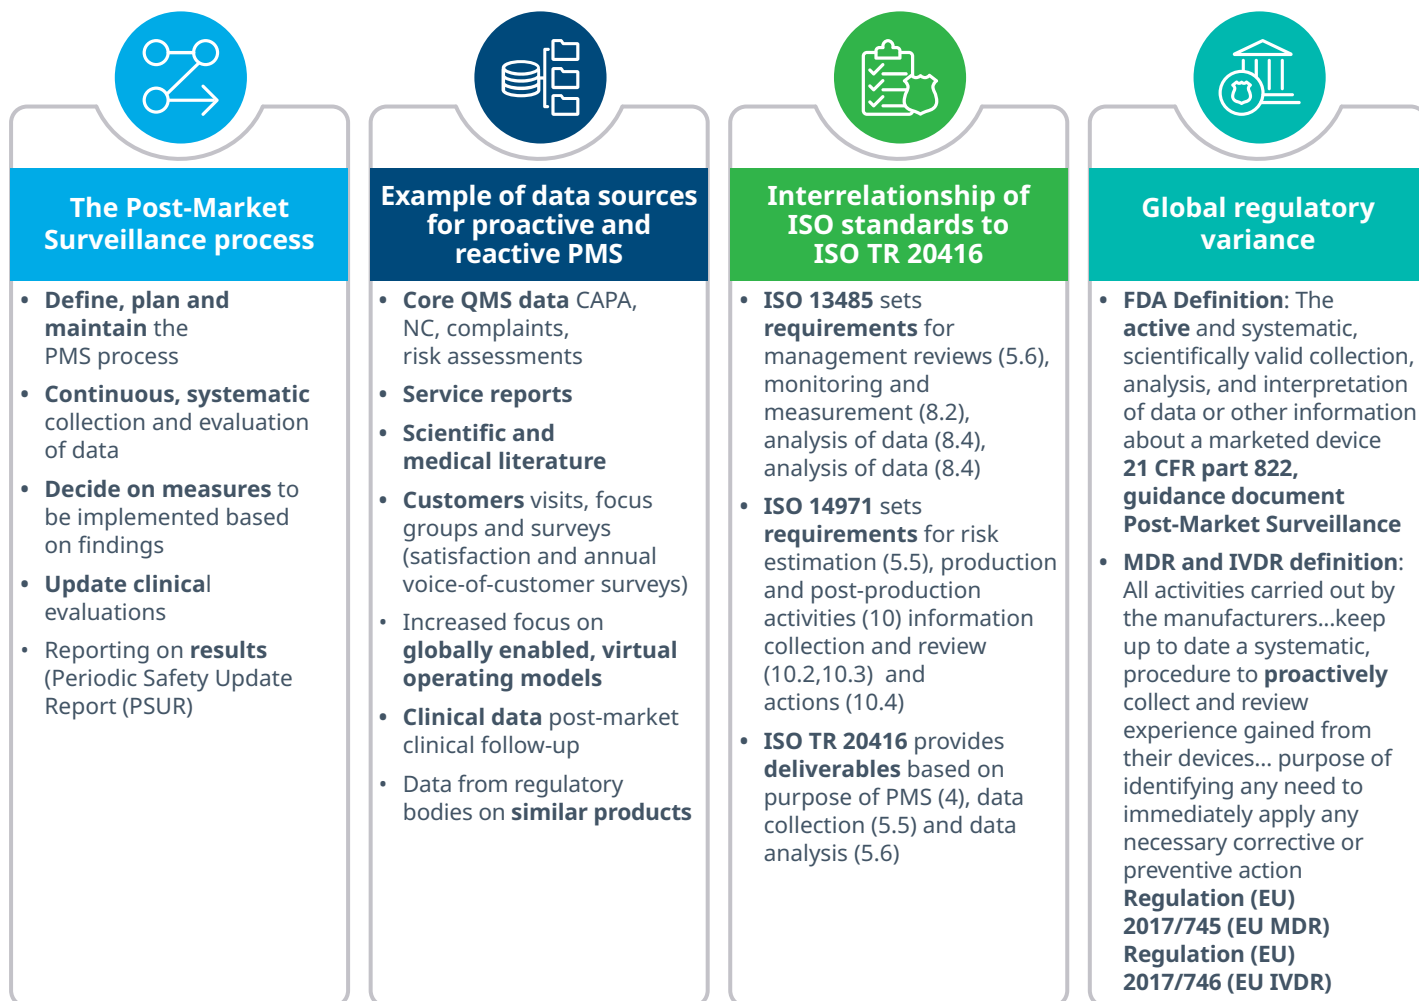 The Post-Market
Surveillance process
• Define, plan and
maintain the
PMS process
• Continuous, systematic
collection and evaluation
of data
• Decide on measures to
be implemented based
on findings
• Update clinical
evaluations
• Reporting on results
(Periodic Safety Update
Report (PSUR)
Example of data sources
for proactive and
reactive PMS
• Core QMS data CAPA,
NC, complaints,
risk assessments
• Service reports
• Scientific and
medical literature
• Customers visits, focus
groups and surveys
(satisfaction and annual
voice-of-customer surveys)
• Increased focus on
globally enabled, virtual
operating models
• Clinical data post-market
clinical follow-up
• Data from regulatory
bodies on similar products
Interrelationship of
ISO standards to
ISO TR 20416
• ISO 13485 sets
requirements for
management reviews (5.6),
monitoring and
measurement (8.2),
analysis of data (8.4),
analysis of data (8.4)
• ISO 14971 sets
requirements for risk
estimation (5.5), production
and post-production
activities (10) information
collection and review
(10.2,10.3)  and
actions (10.4)
• ISO TR 20416 provides
deliverables based on
purpose of PMS (4), data
collection (5.5) and data
analysis (5.6)
Global regulatory
variance
• FDA Definition: The
active and systematic,
scientifically valid collection,
analysis, and interpretation
of data or other information
about a marketed device
21 CFR part 822,
guidance document
Post-Market Surveillance
• MDR and IVDR definition:
All activities carried out by
the manufacturers...keep
up to date a systematic,
procedure to proactively
collect and review
experience gained from
their devices... purpose of
identifying any need to
immediately apply any
necessary corrective or
preventive action
Regulation (EU)
2017/745 (EU MDR)
Regulation (EU)
2017/746 (EU IVDR)